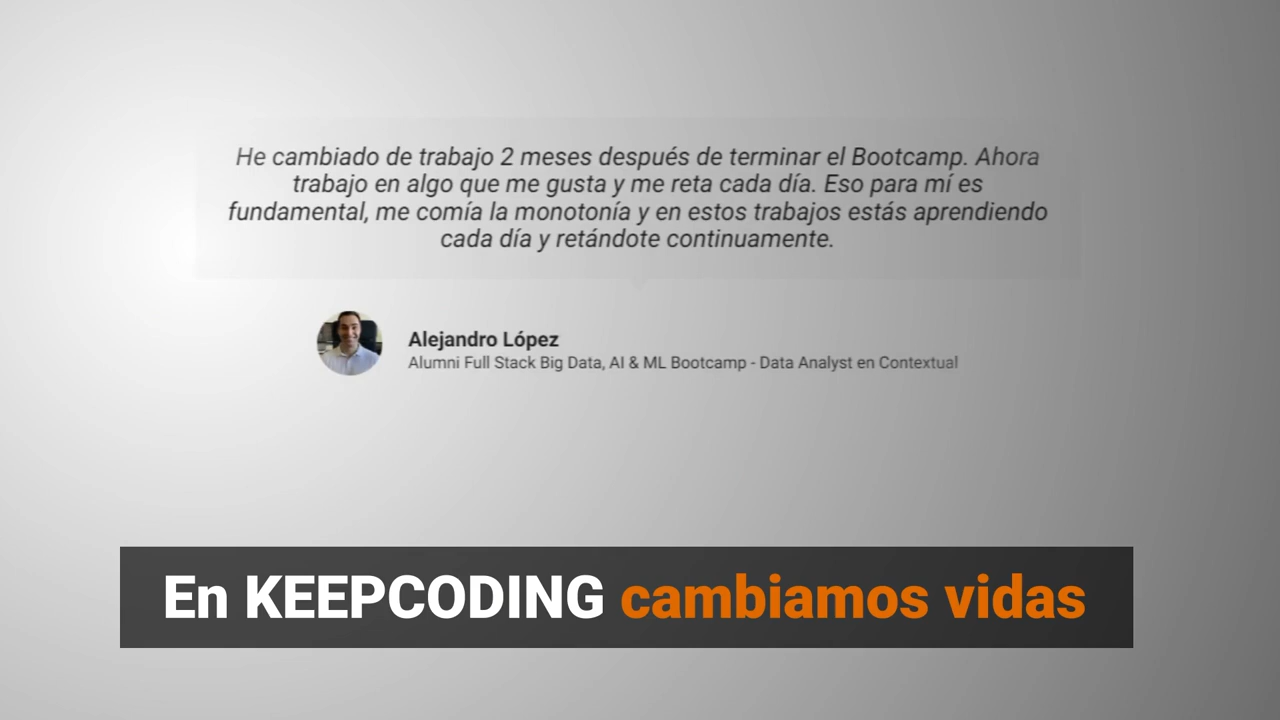 He cambiado de trabajo 2 meses después de terminar el Bootcamp. Ahora
trabajo en algo que me gusta y me reta cada día. Eso para mí es
fundamental, me comía la monotonía y en estos trabajos estás aprendiendo
cada día y retándote continuamente.
Alejandro López
Alumni Full Stack Big Data, AI & ML Bootcamp - Data Analyst en Contextual
En KEEPCODING cambiamos vidas